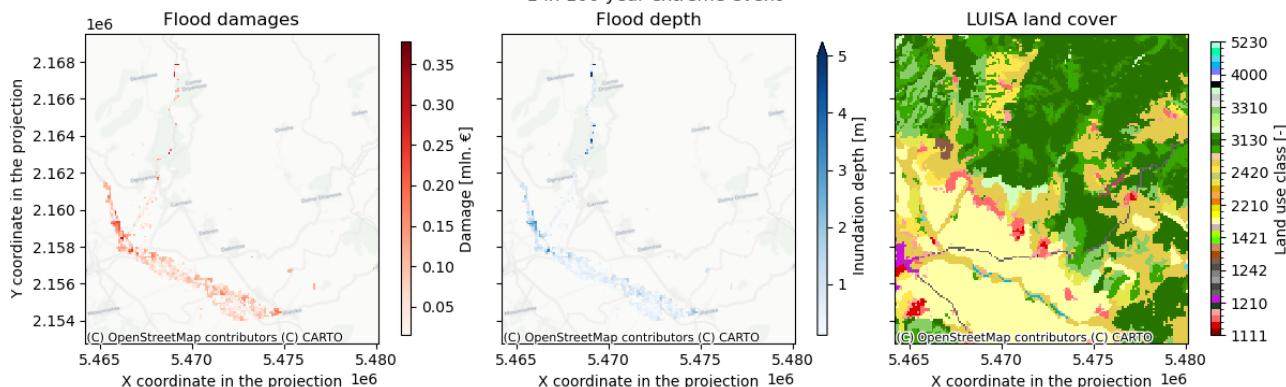 Flood damages
Flood depth
LUISA land cover
1e6
2.168
2.166
2.164
2.162
2.160
2.158
2.156
2.154
Y coordinate in the projection
(C) OpenStreetMap contributors (C) CARTO
5.465
5.470
5.475
5.480
X coordinate in the projection
1e6
0.35
0.30
0.25
0.20
0.15
0.10
0.05
Damage [mln. €]
(C) OpenStreetMap contributors (C) CARTO
5.465
5.470
5.475
5.480
X coordinate in the projection
1e6
5
4
3
2
1
Inundation depth [m]
(C) OpenStreetMap contributors (C) CARTO
5.465
5.470
5.475
5.480
X coordinate in the projection
1e6
5230
4000
3310
3130
2420
2210
1421
1242
1210
1111
Land use class [-]